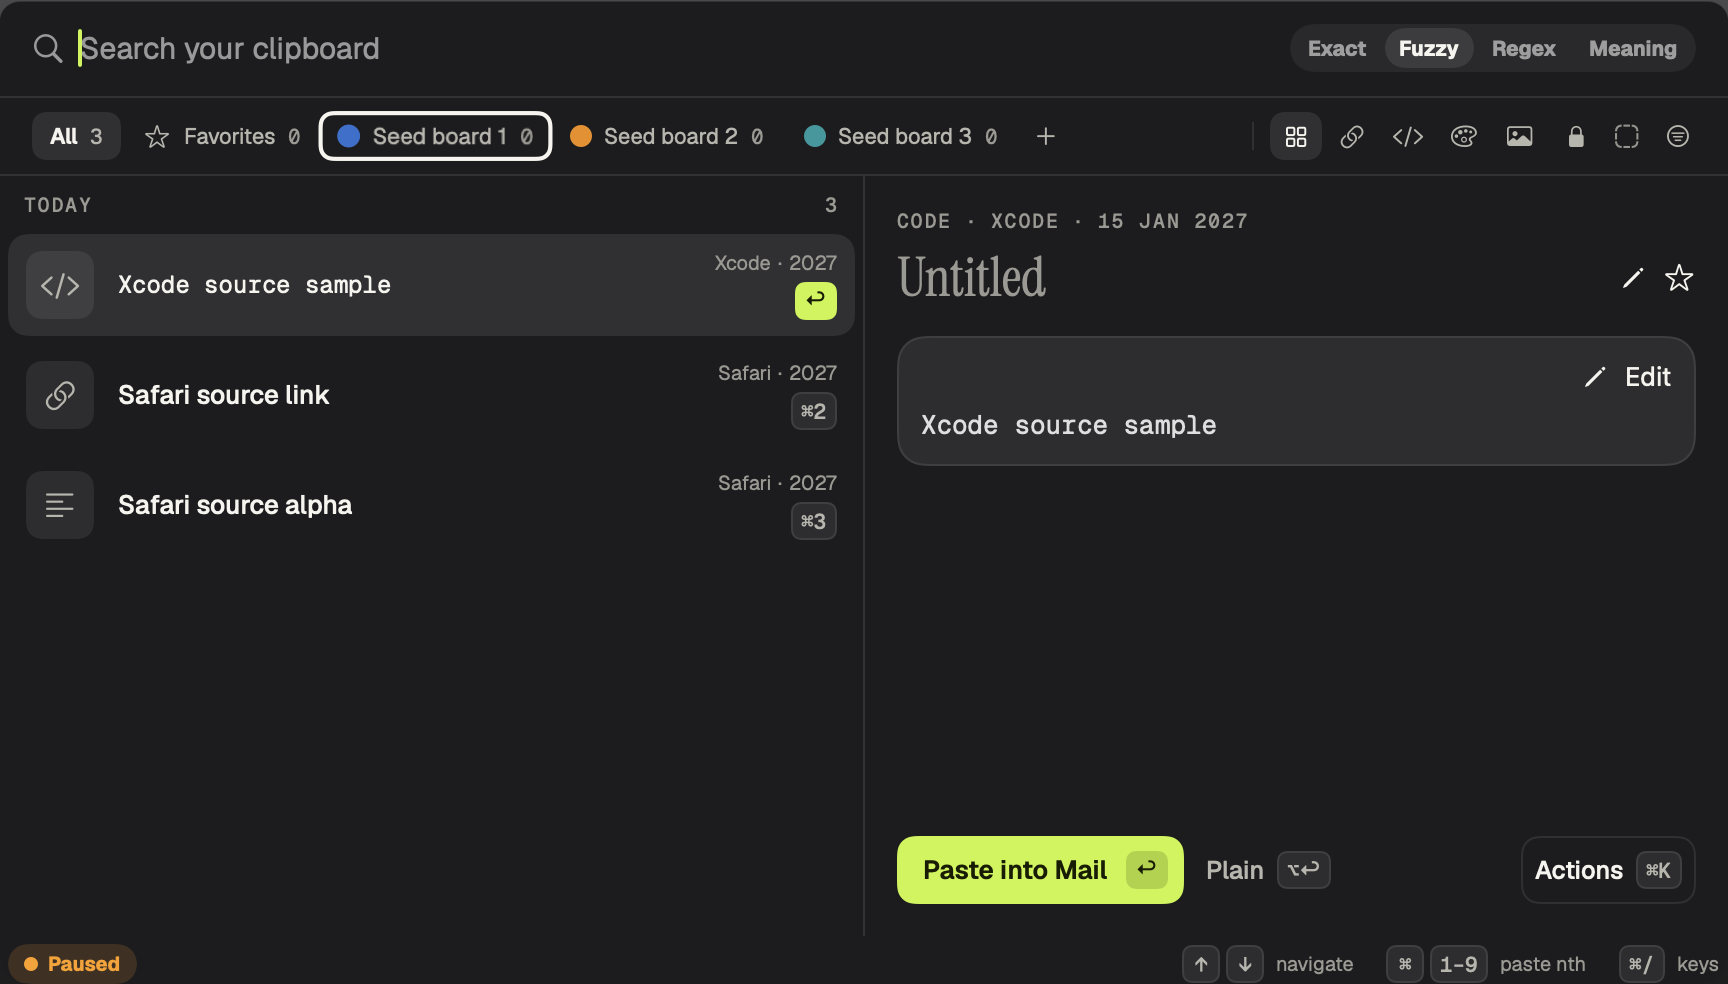 Search your clipboard
Exact Fuzzy Regex Meaning
All 3 Favorites 0 Seed board 1 0 Seed board 2 0 Seed board 3 0 +
TODAY 3
Xcode source sample
Xcode · 2027
Safari source link
Safari · 2027
⌘2
Safari source alpha
Safari · 2027
⌘3
CODE · XCODE · 15 JAN 2027
Untitled
Edit
Xcode source sample
Paste into Mail ↩ Plain ⌥↩ Actions ⌘K
Paused
↑ ↓ navigate ⌘ 1–9 paste nth ⌘/ keys